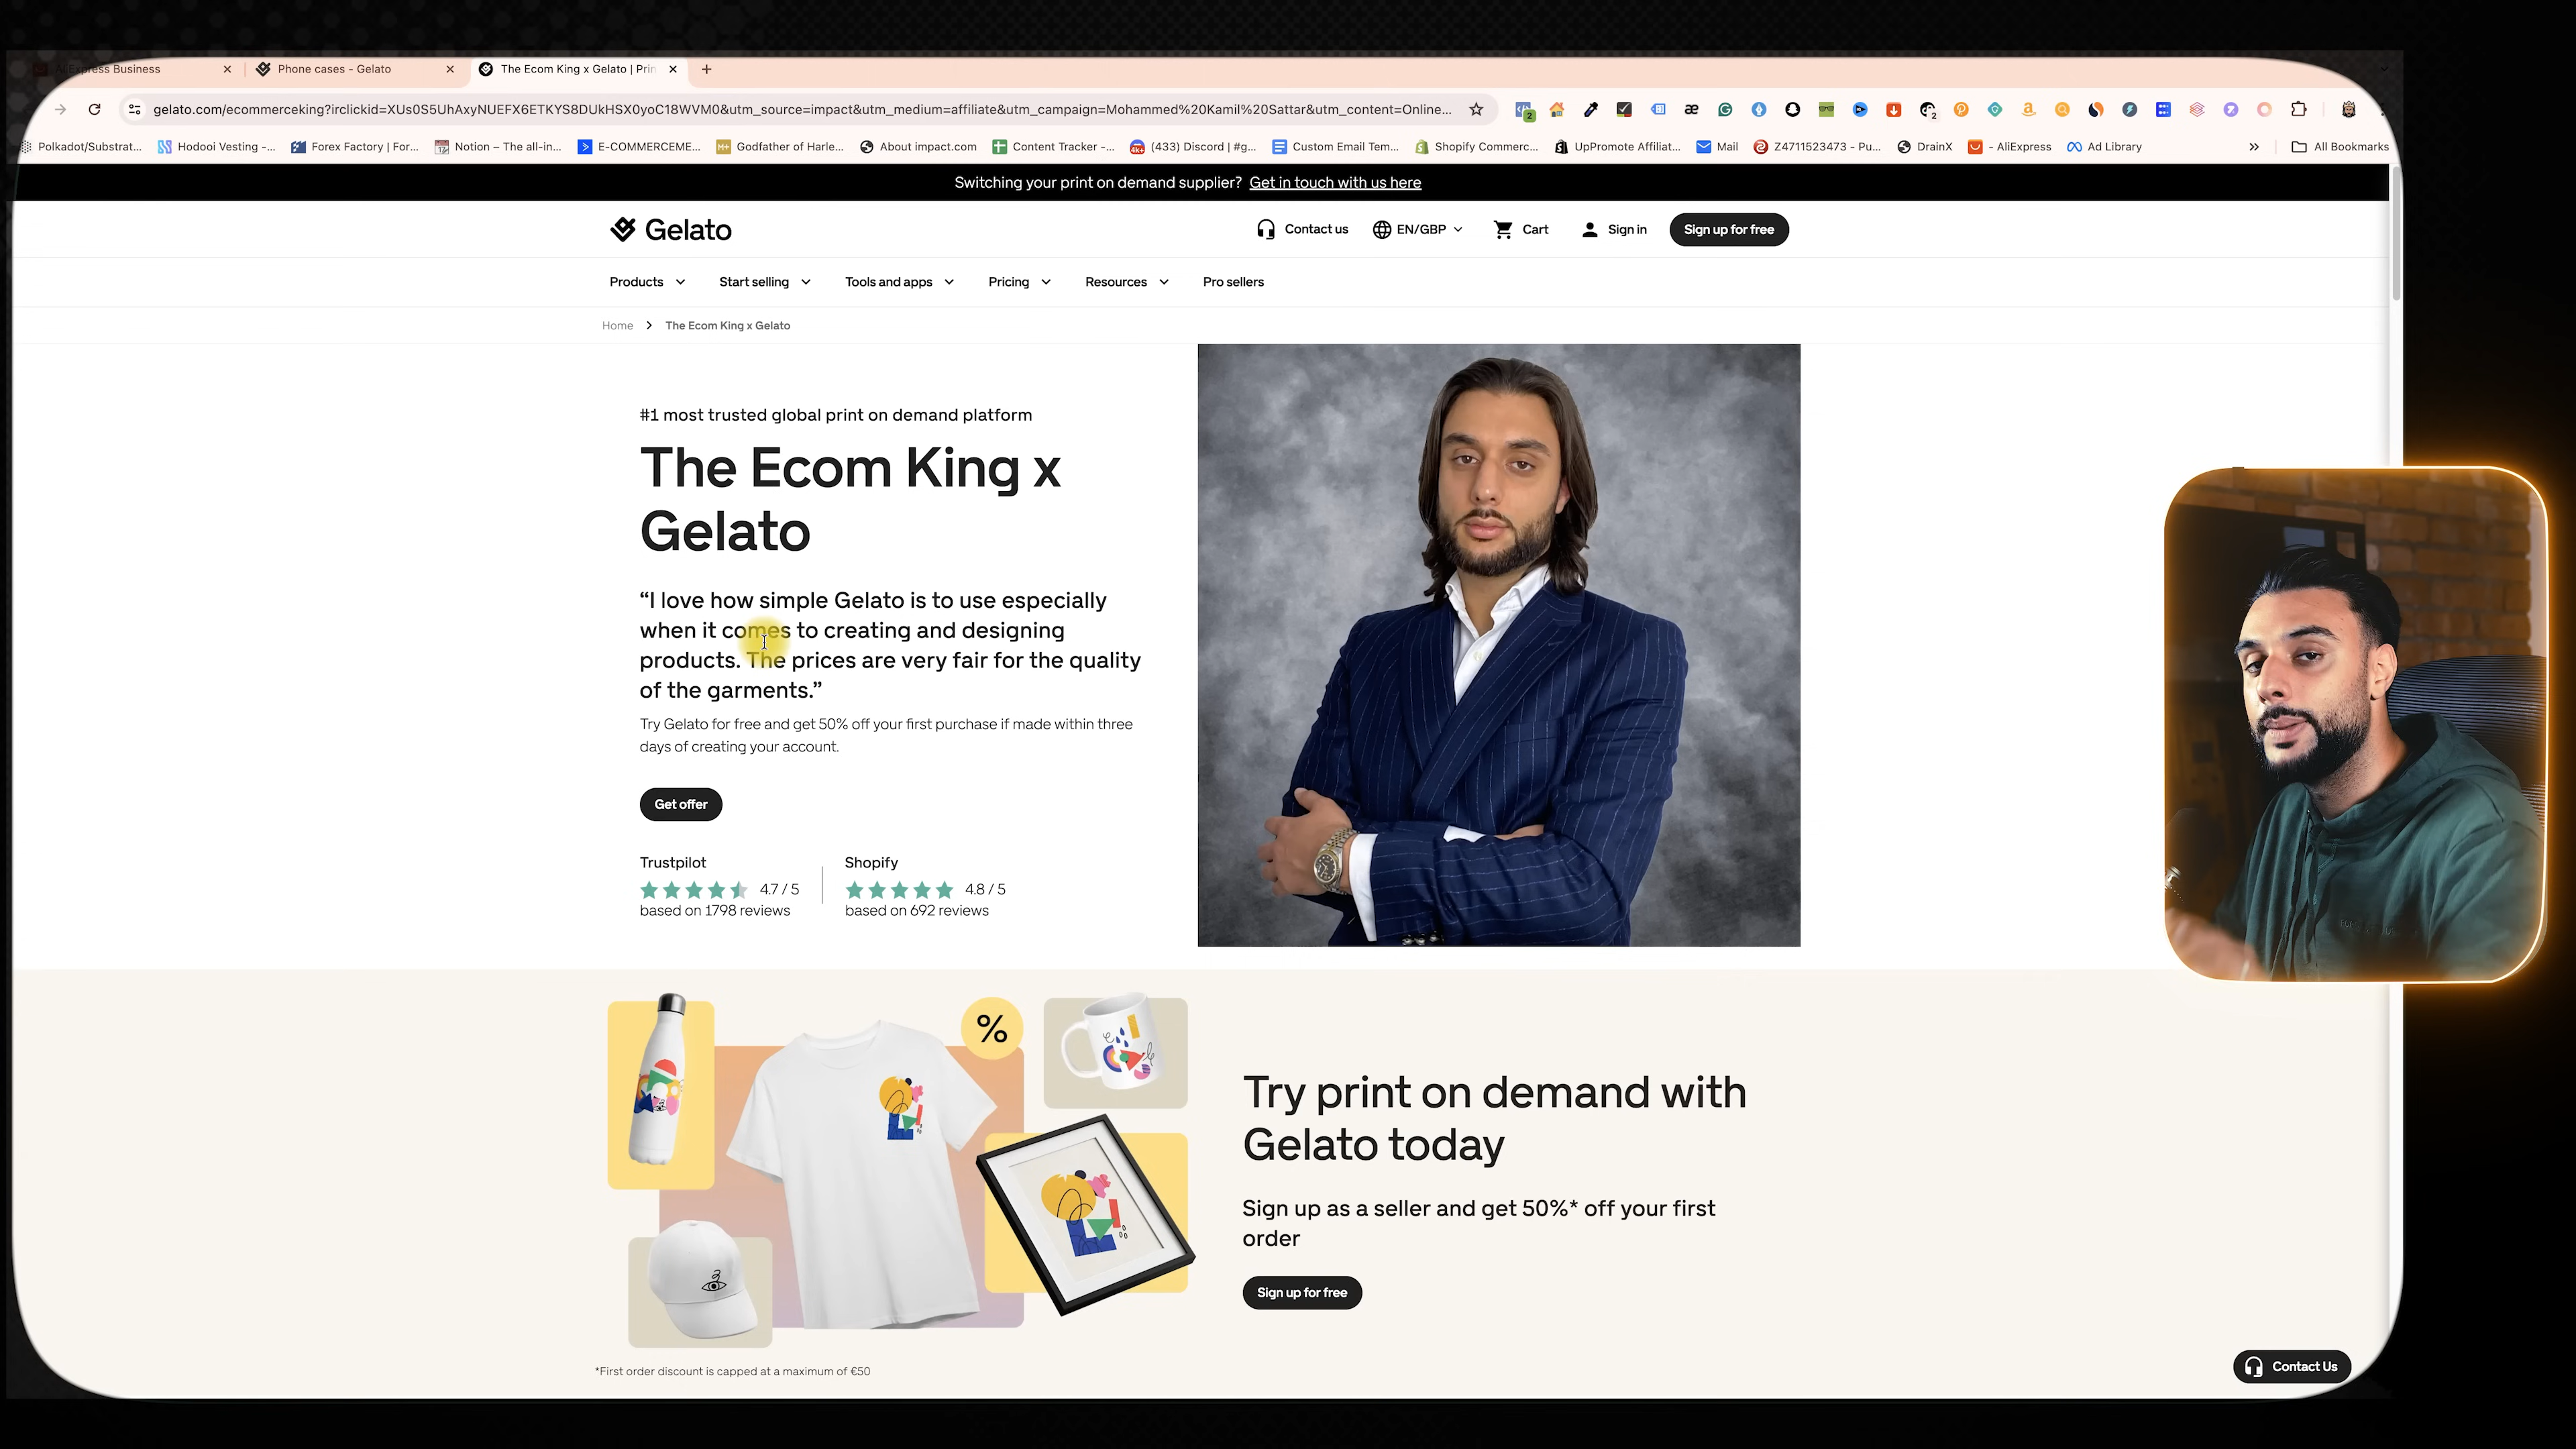 AliExpress Business
Phone cases - Gelato
The Ecom King x Gelato | Prin
gelato.com/ecommerceking?irclickid=XUs0S5UhAxyNUEFX6ETKYS8DUkHSX0yoC18WVM0&utm_source=impact&utm_medium=affiliate&utm_campaign=Mohammed%20Kamil%20Sattar&utm_content=Online...
Polkadot/Substrat... Hodooi Vesting -... Forex Factory | For... Notion – The all-in... E-COMMERCEME... Godfather of Harle... About impact.com Content Tracker -... (433) Discord | #g... Custom Email Tem... Shopify Commerc... UpPromote Affiliat... Mail Z4711523473 - Pu... DrainX - AliExpress Ad Library » All Bookmarks
Switching your print on demand supplier? Get in touch with us here
Gelato
Contact us EN/GBP Cart Sign in Sign up for free
Products Start selling Tools and apps Pricing Resources Pro sellers
Home > The Ecom King x Gelato
#1 most trusted global print on demand platform
The Ecom King x
Gelato
“I love how simple Gelato is to use especially
when it comes to creating and designing
products. The prices are very fair for the quality
of the garments.”
Try Gelato for free and get 50% off your first purchase if made within three
days of creating your account.
Get offer
Trustpilot Shopify
4.7 / 5 4.8 / 5
based on 1798 reviews based on 692 reviews
%
Try print on demand with
Gelato today
Sign up as a seller and get 50%* off your first
order
Sign up for free
*First order discount is capped at a maximum of €50
Contact Us